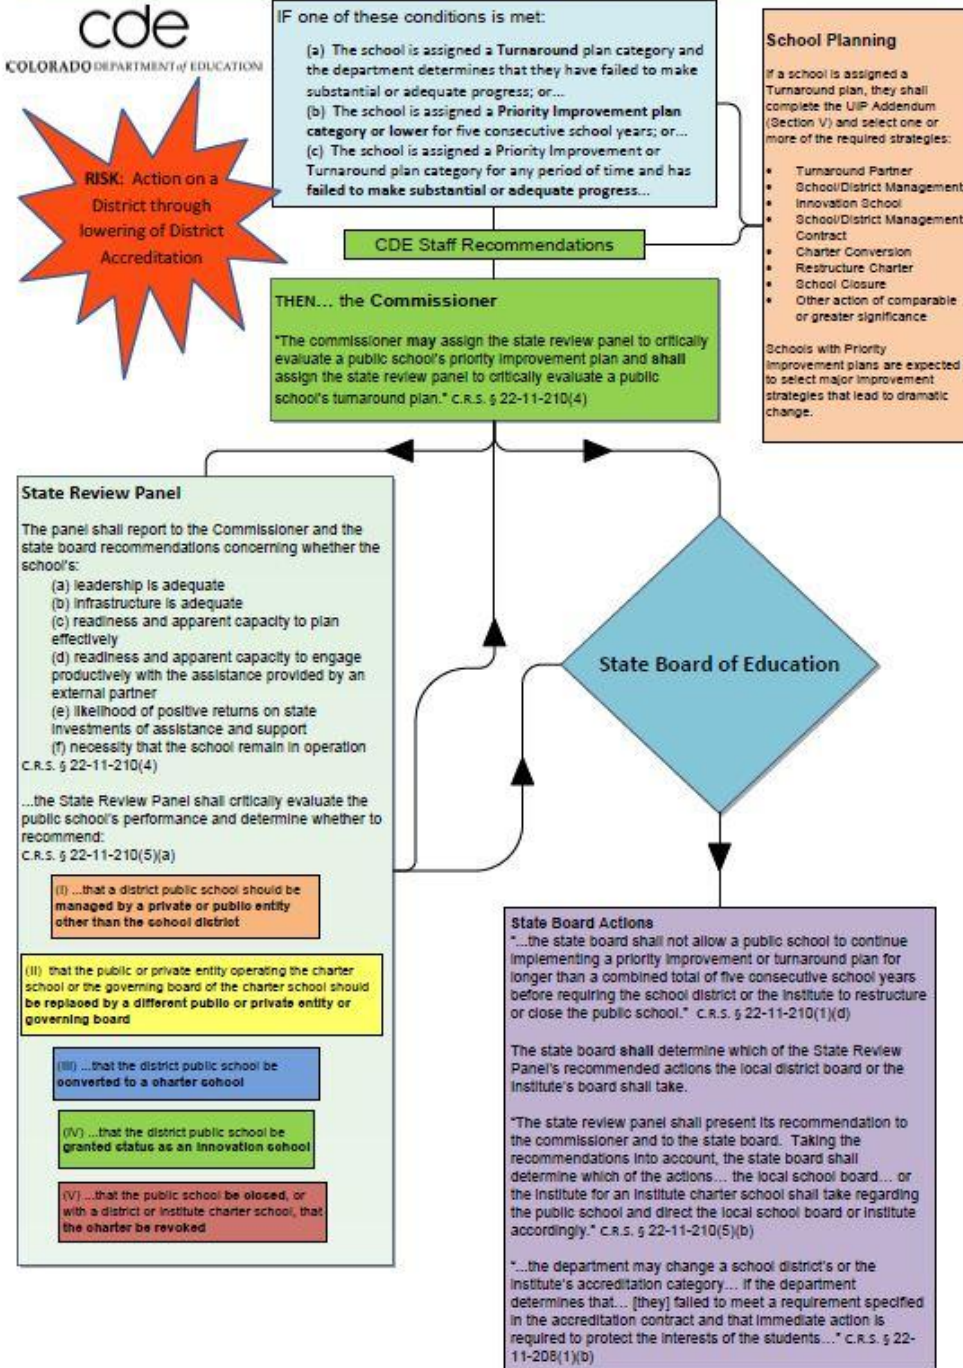 cde
COLORADO DEPARTMENT of EDUCATION
RISK: Action on a
District through
lowering of District
Accreditation
IF one of these conditions is met:
(a) The school is assigned a Turnaround plan category and
the department determines that they have failed to make
substantial or adequate progress; or...
(b) The school is assigned a Priority Improvement plan
category or lower for five consecutive school years; or...
(c) The school is assigned a Priority Improvement or
Turnaround plan category for any period of time and has
failed to make substantial or adequate progress...
School Planning
If a school is assigned a
Turnaround plan, they shall
complete the UIP Addendum
(Section V) and select one or
more of the required strategies:
• Turnaround Partner
• School/District Management
• Innovation School
• School/District Management
Contract
• Charter Conversion
• Restructure Charter
• School Closure
• Other action of comparable
or greater significance
Schools with Priority
Improvement plans are expected
to select major improvement
strategies that lead to dramatic
change.
CDE Staff Recommendations
THEN... the Commissioner
"The commissioner may assign the state review panel to critically
evaluate a public school's priority improvement plan and shall
assign the state review panel to critically evaluate a public
school's turnaround plan." C.R.S. § 22-11-210(4)
State Review Panel
The panel shall report to the Commissioner and the
state board recommendations concerning whether the
school's:
(a) leadership is adequate
(b) infrastructure is adequate
(c) readiness and apparent capacity to plan
effectively
(d) readiness and apparent capacity to engage
productively with the assistance provided by an
external partner
(e) likelihood of positive returns on state
investments of assistance and support
(f) necessity that the school remain in operation
C.R.S. § 22-11-210(4)
...the State Review Panel shall critically evaluate the
public school's performance and determine whether to
recommend:
C.R.S. § 22-11-210(5)(a)
(I) ...that a district public school should be
managed by a private or public entity
other than the school district
(II) that the public or private entity operating the charter
school or the governing board of the charter school should
be replaced by a different public or private entity or
governing board
(III) ...that the district public school be
converted to a charter school
(IV) ...that the district public school be
granted status as an innovation school
(V) ...that the public school be closed, or
with a district or institute charter school, that
the charter be revoked
State Board of Education
State Board Actions
"...the state board shall not allow a public school to continue
implementing a priority improvement or turnaround plan for
longer than a combined total of five consecutive school years
before requiring the school district or the institute to restructure
or close the public school." C.R.S. § 22-11-210(1)(d)
The state board shall determine which of the State Review
Panel's recommended actions the local district board or the
Institute's board shall take.
"The state review panel shall present its recommendation to
the commissioner and to the state board. Taking the
recommendations into account, the state board shall
determine which of the actions... the local school board... or
the institute for an institute charter school shall take regarding
the public school and direct the local school board or institute
accordingly." C.R.S. § 22-11-210(5)(b)
"...the department may change a school district's or the
institute's accreditation category... if the department
determines that... [they] failed to meet a requirement specified
in the accreditation contract and that immediate action is
required to protect the interests of the students..." C.R.S. § 22-
11-208(1)(b)